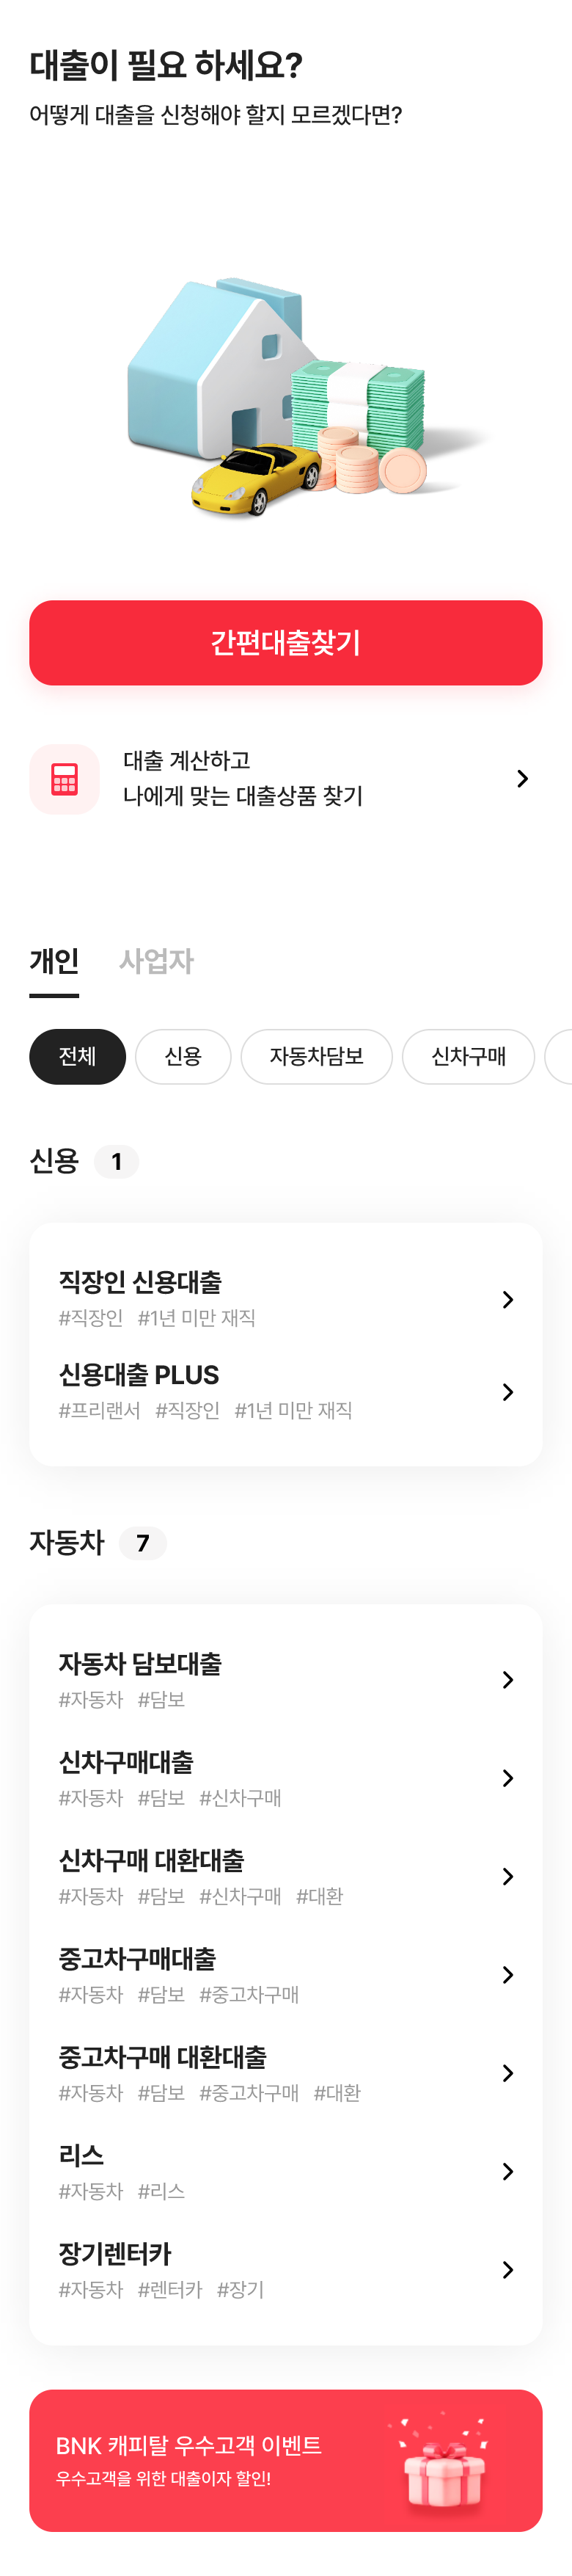 대출이 필요 하세요?
어떻게 대출을 신청해야 할지 모르겠다면?
간편대출찾기
대출 계산하고
나에게 맞는 대출상품 찾기
개인 사업자
전체 신용 자동차담보 신차구매
신용 1
직장인 신용대출
#직장인 #1년 미만 재직
신용대출 PLUS
#프리랜서 #직장인 #1년 미만 재직
자동차 7
자동차 담보대출
#자동차 #담보
신차구매대출
#자동차 #담보 #신차구매
신차구매 대환대출
#자동차 #담보 #신차구매 #대환
중고차구매대출
#자동차 #담보 #중고차구매
중고차구매 대환대출
#자동차 #담보 #중고차구매 #대환
리스
#자동차 #리스
장기렌터카
#자동차 #렌터카 #장기
BNK 캐피탈 우수고객 이벤트
우수고객을 위한 대출이자 할인!